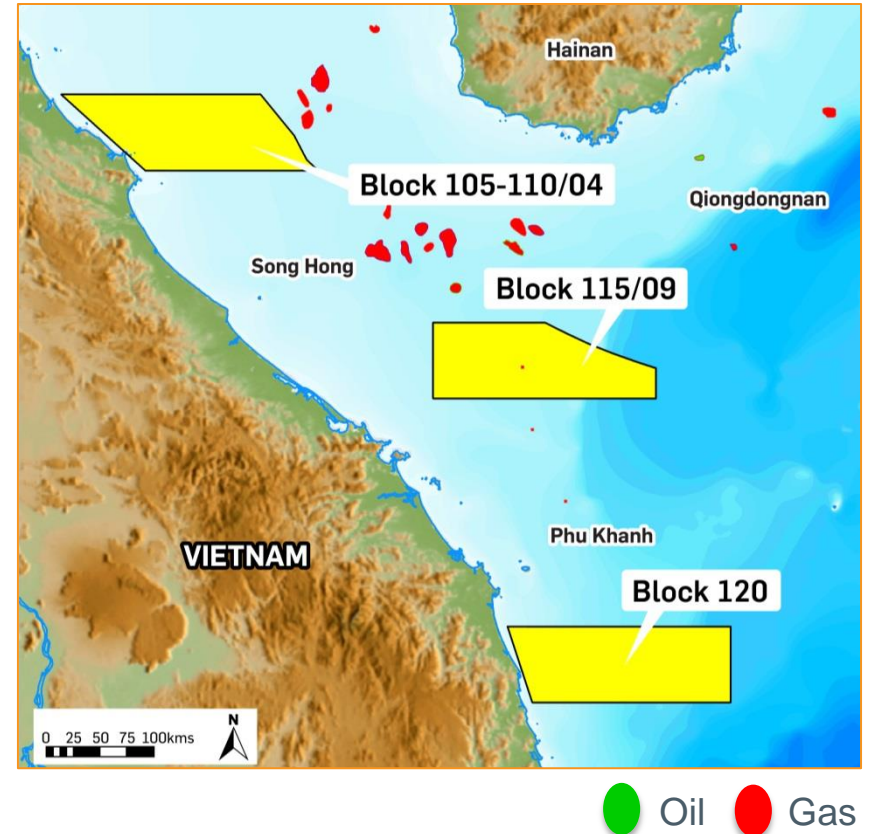 Hainan
Block 105-110/04
Qiongdongnan
Song Hong
Block 115/09
Phu Khanh
VIETNAM
Block 120
N
0 25 50 75 100kms
Oil Gas